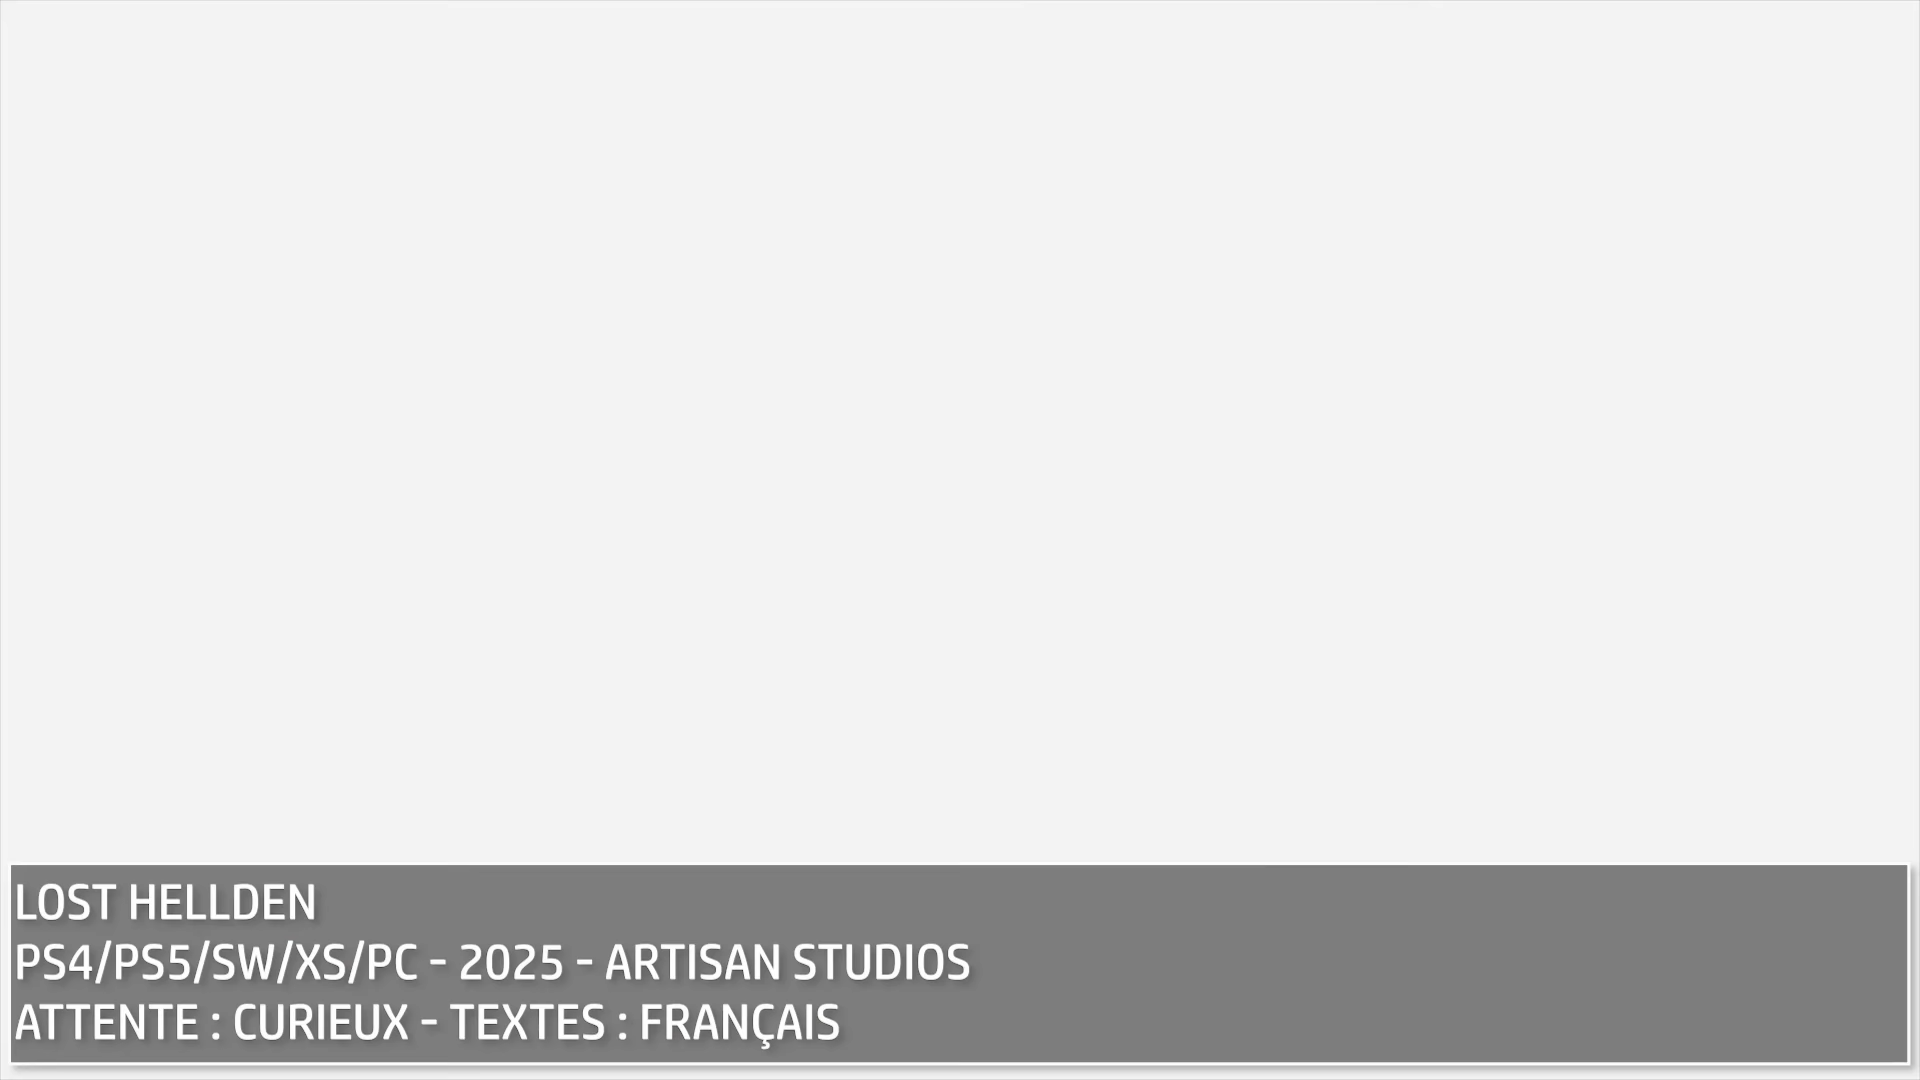 LOST HELLDEN
PS4/PS5/SW/XS/PC - 2025 - ARTISAN STUDIOS
ATTENTE : CURIEUX - TEXTES : FRANÇAIS